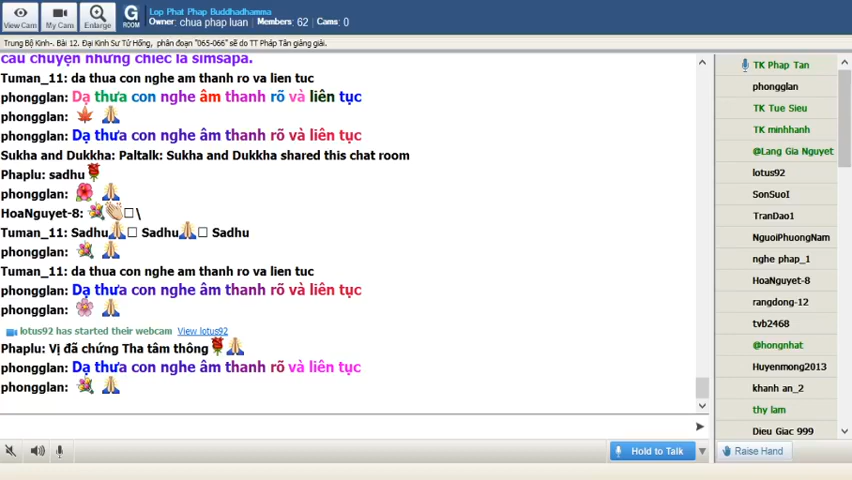 View Cam
My Cam
Enlarge
G
ROOM
Lop Phat Phap Buddhadhamma
Owner: chua phap luan
Members: 62
Cams: 0
Trung Bộ Kinh-. Bài 12. Đại Kinh Sư Tử Hống, phân đoạn "065-066" sẽ do TT Pháp Tân giảng giải.
câu chuyện những chiếc lá simsapa.
Tuman_11: da thua con nghe am thanh ro va lien tuc
phongglan: Dạ thưa con nghe âm thanh rõ và liên tục
phongglan:
phongglan: Dạ thưa con nghe âm thanh rõ và liên tục
Sukha and Dukkha: Paltalk: Sukha and Dukkha shared this chat room
Phaplu: sadhu
phongglan:
HoaNguyet-8: \
Tuman_11: Sadhu Sadhu Sadhu
phongglan:
Tuman_11: da thua con nghe am thanh ro va lien tuc
phongglan: Dạ thưa con nghe âm thanh rõ và liên tục
phongglan:
lotus92 has started their webcam View lotus92
Phaplu: Vị đã chứng Tha tâm thông
phongglan: Dạ thưa con nghe âm thanh rõ và liên tục
phongglan:
TK Phap Tan
phongglan
TK Tue Sieu
TK minhhanh
@Lang Gia Nguyet
lotus92
SonSuoI
TranDao1
NguoiPhuongNam
nghe phap_1
HoaNguyet-8
rangdong-12
tvb2468
@hongnhat
Huyenmong2013
khanh an_2
thy lam
Dieu Giac 999
Hold to Talk
Raise Hand